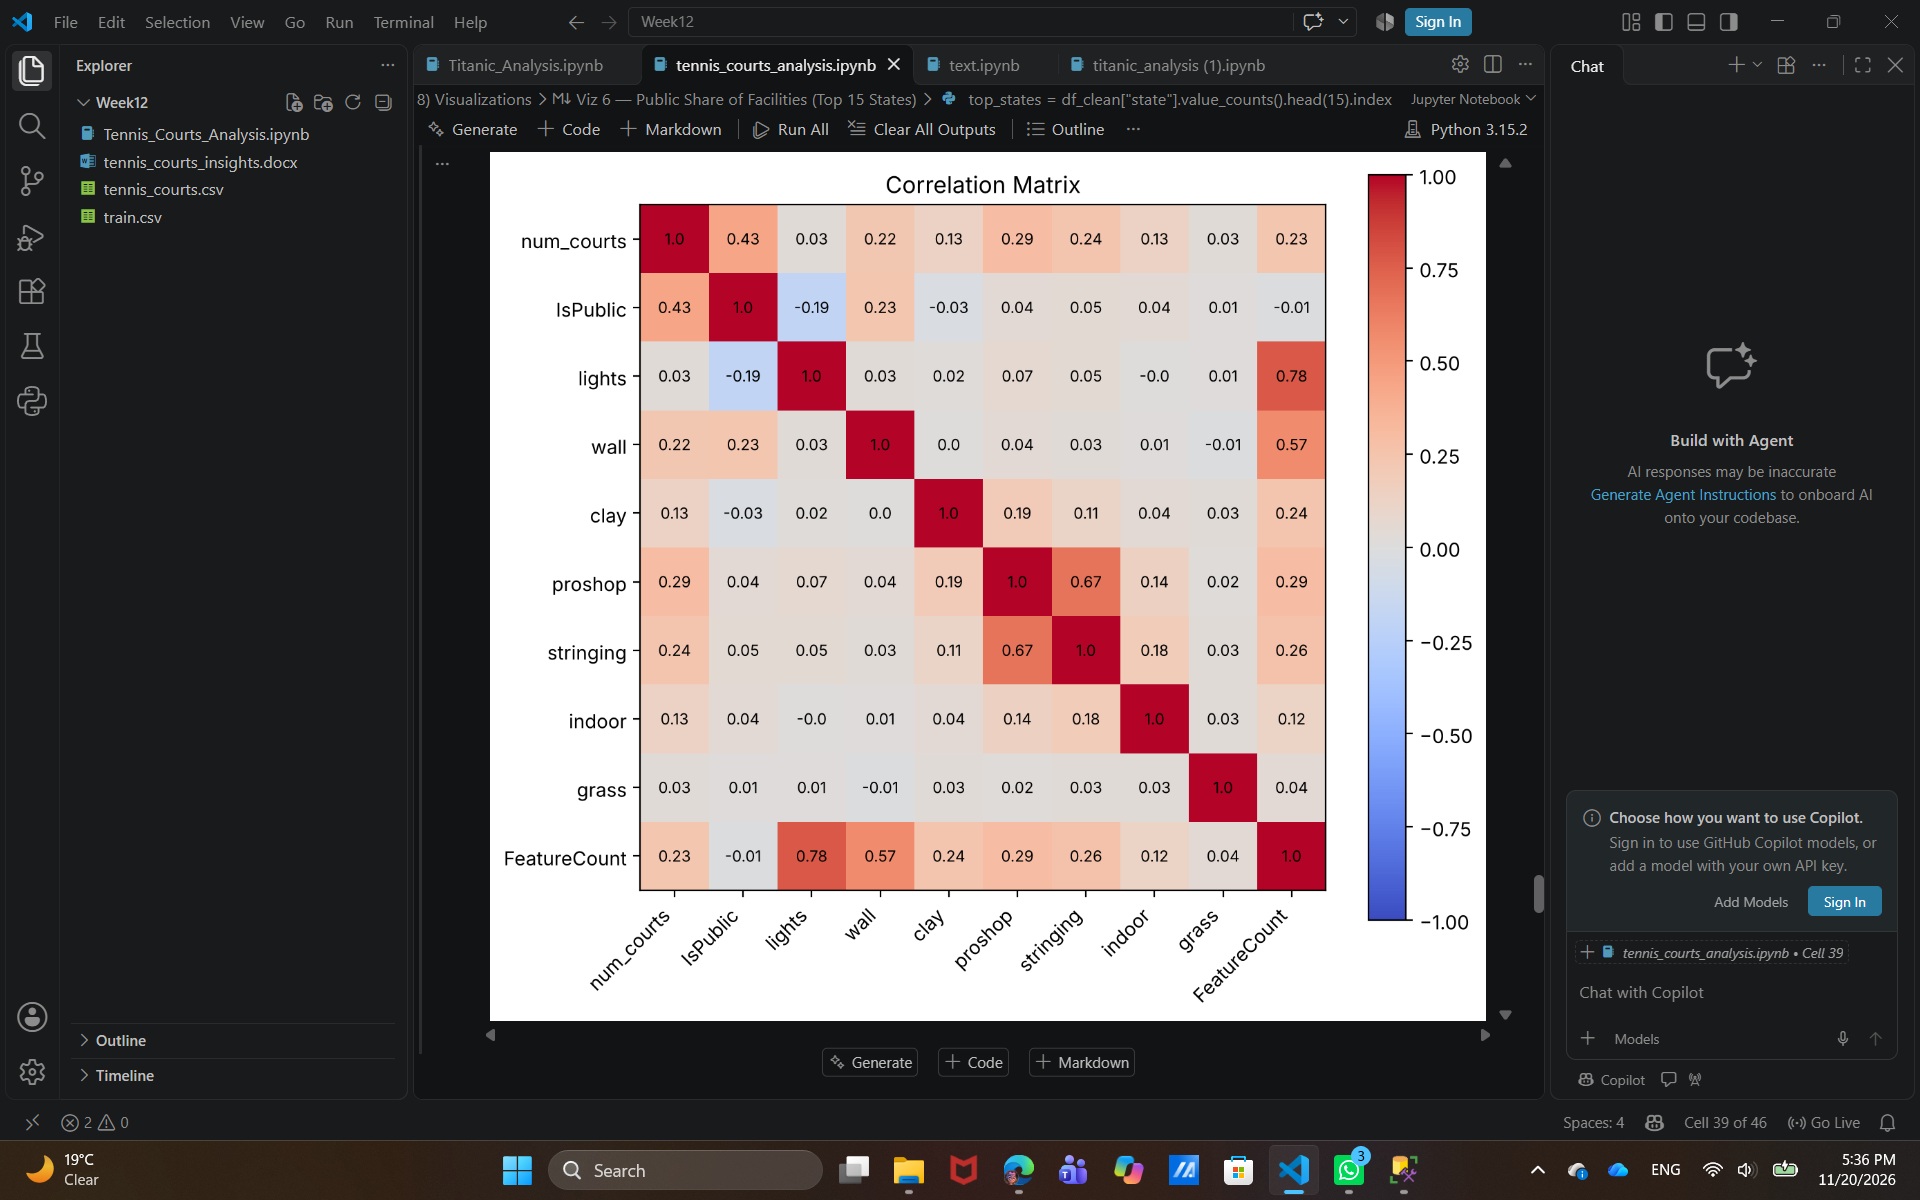 File Edit Selection View Go Run Terminal Help
Week12
Sign In
Explorer
Week12
Tennis_Courts_Analysis.ipynb
tennis_courts_insights.docx
tennis_courts.csv
train.csv
Outline
Timeline
Titanic_Analysis.ipynb
tennis_courts_analysis.ipynb
text.ipynb
titanic_analysis (1).ipynb
8) Visualizations > M↓ Viz 6 — Public Share of Facilities (Top 15 States) > top_states = df_clean["state"].value_counts().head(15).index
Jupyter Notebook
Generate + Code + Markdown Run All Clear All Outputs Outline ...
Python 3.15.2
Correlation Matrix
num_courts 1.0 0.43 0.03 0.22 0.13 0.29 0.24 0.13 0.03 0.23
IsPublic 0.43 1.0 -0.19 0.23 -0.03 0.04 0.05 0.04 0.01 -0.01
lights 0.03 -0.19 1.0 0.03 0.02 0.07 0.05 -0.0 0.01 0.78
wall 0.22 0.23 0.03 1.0 0.0 0.04 0.03 0.01 -0.01 0.57
clay 0.13 -0.03 0.02 0.0 1.0 0.19 0.11 0.04 0.03 0.24
proshop 0.29 0.04 0.07 0.04 0.19 1.0 0.67 0.14 0.02 0.29
stringing 0.24 0.05 0.05 0.03 0.11 0.67 1.0 0.18 0.03 0.26
indoor 0.13 0.04 -0.0 0.01 0.04 0.14 0.18 1.0 0.03 0.12
grass 0.03 0.01 0.01 -0.01 0.03 0.02 0.03 0.03 1.0 0.04
FeatureCount 0.23 -0.01 0.78 0.57 0.24 0.29 0.26 0.12 0.04 1.0
num_courts IsPublic lights wall clay proshop stringing indoor grass FeatureCount
1.00
0.75
0.50
0.25
0.00
−0.25
−0.50
−0.75
−1.00
Generate
+ Code
+ Markdown
Chat
Build with Agent
AI responses may be inaccurate
Generate Agent Instructions to onboard AI
onto your codebase.
Choose how you want to use Copilot.
Sign in to use GitHub Copilot models, or
add a model with your own API key.
Add Models
Sign In
tennis_courts_analysis.ipynb • Cell 39
Chat with Copilot
Models
Copilot
2 0
Spaces: 4
Cell 39 of 46
Go Live
19°C
Clear
Search
3
ENG
5:36 PM
11/20/2026